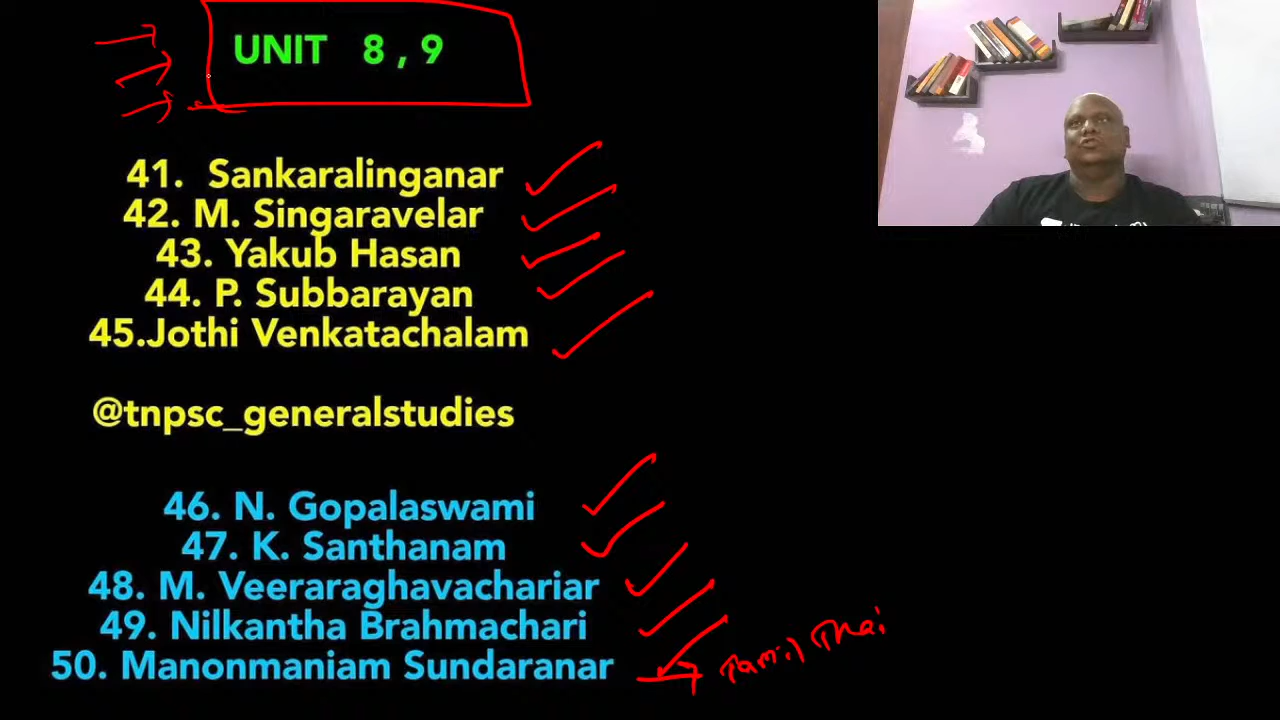 UNIT 8 , 9
41. Sankaralinganar
42. M. Singaravelar
43. Yakub Hasan
44. P. Subbarayan
45.Jothi Venkatachalam
@tnpsc_generalstudies
46. N. Gopalaswami
47. K. Santhanam
48. M. Veeraraghavachariar
49. Nilkantha Brahmachari
50. Manonmaniam Sundaranar
Tamil Thai